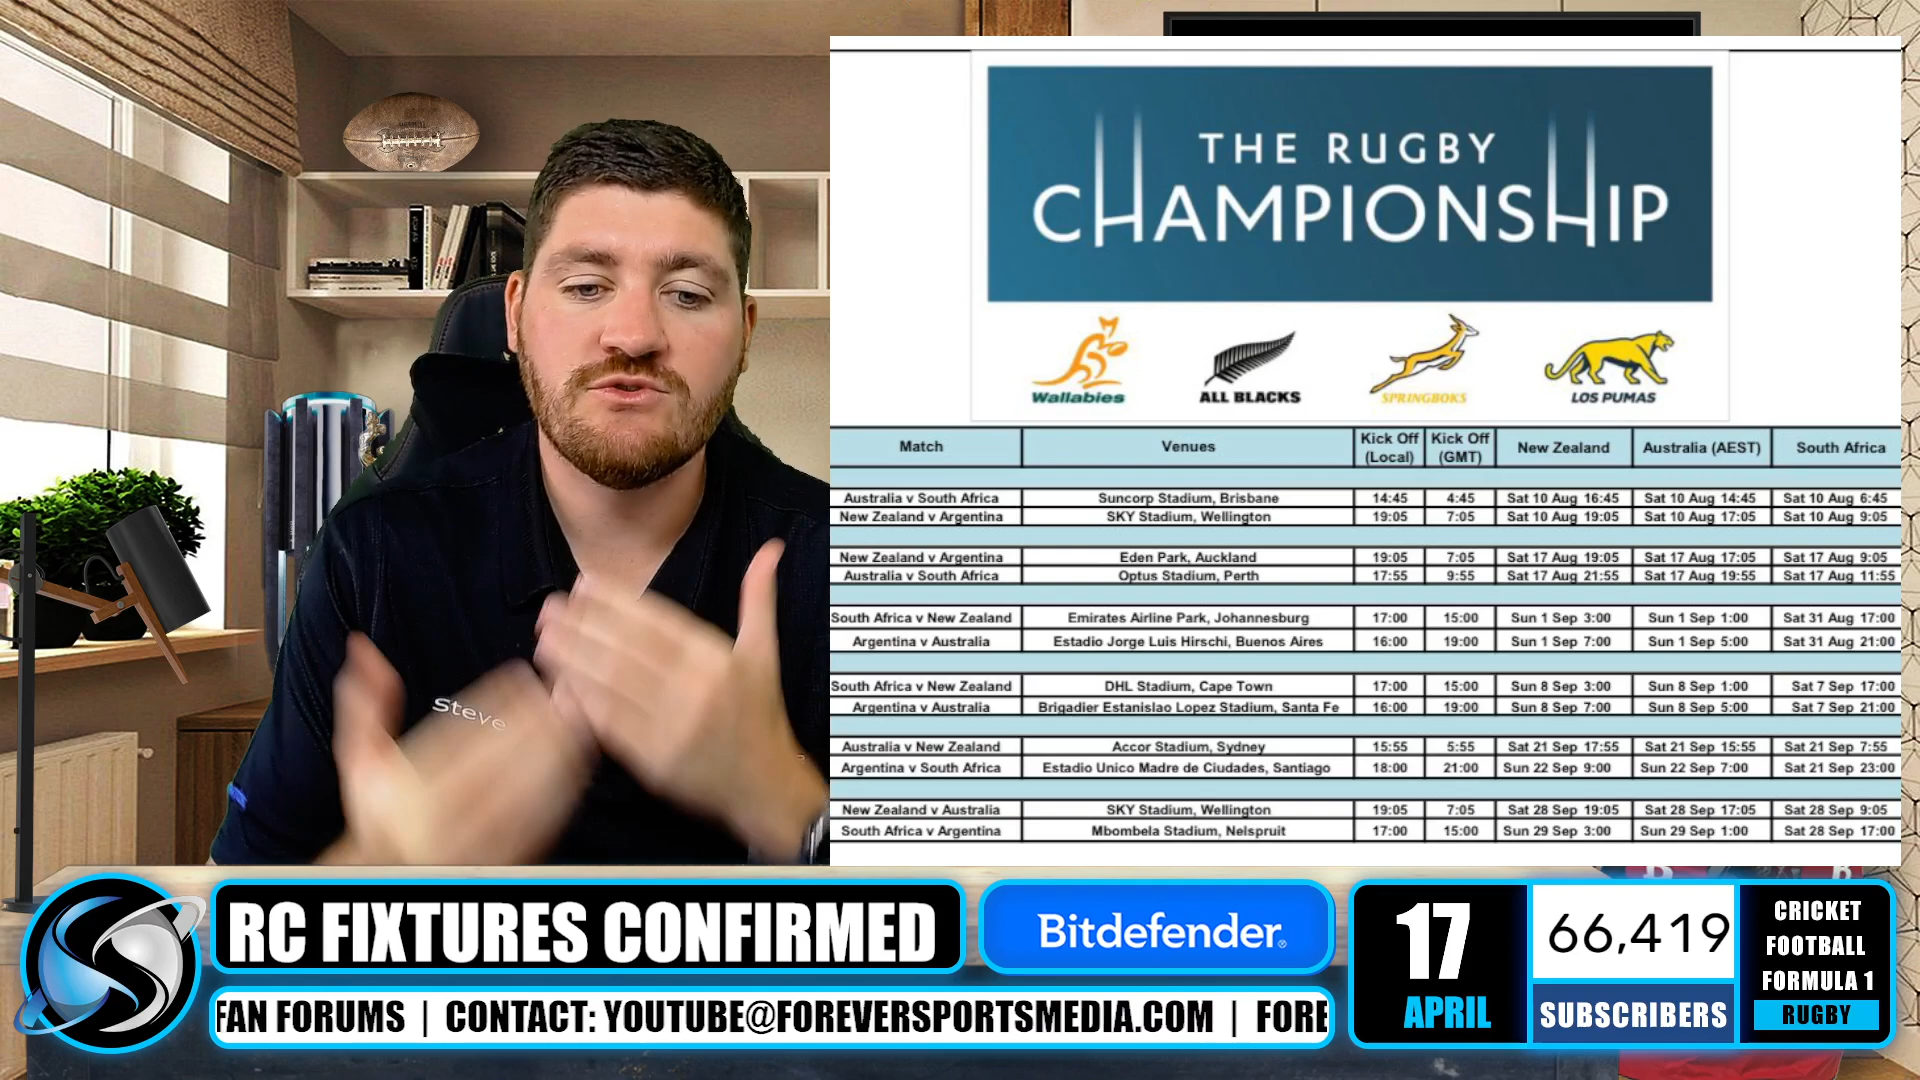 THE RUGBY
CHAMPIONSHIP
Wallabies
ALL BLACKS
SPRINGBOKS
LOS PUMAS
Match Venues Kick Off (Local) Kick Off (GMT) New Zealand Australia (AEST) South Africa
Australia v South Africa Suncorp Stadium, Brisbane 14:45 4:45 Sat 10 Aug 16:45 Sat 10 Aug 14:45 Sat 10 Aug 6:45
New Zealand v Argentina SKY Stadium, Wellington 19:05 7:05 Sat 10 Aug 19:05 Sat 10 Aug 17:05 Sat 10 Aug 9:05
New Zealand v Argentina Eden Park, Auckland 19:05 7:05 Sat 17 Aug 19:05 Sat 17 Aug 17:05 Sat 17 Aug 9:05
Australia v South Africa Optus Stadium, Perth 17:55 9:55 Sat 17 Aug 21:55 Sat 17 Aug 19:55 Sat 17 Aug 11:55
South Africa v New Zealand Emirates Airline Park, Johannesburg 17:00 15:00 Sun 1 Sep 3:00 Sun 1 Sep 1:00 Sat 31 Aug 17:00
Argentina v Australia Estadio Jorge Luis Hirschi, Buenos Aires 16:00 19:00 Sun 1 Sep 7:00 Sun 1 Sep 5:00 Sat 31 Aug 21:00
South Africa v New Zealand DHL Stadium, Cape Town 17:00 15:00 Sun 8 Sep 3:00 Sun 8 Sep 1:00 Sat 7 Sep 17:00
Argentina v Australia Brigadier Estanislao Lopez Stadium, Santa Fe 16:00 19:00 Sun 8 Sep 7:00 Sun 8 Sep 5:00 Sat 7 Sep 21:00
Australia v New Zealand Accor Stadium, Sydney 15:55 5:55 Sat 21 Sep 17:55 Sat 21 Sep 15:55 Sat 21 Sep 7:55
Argentina v South Africa Estadio Unico Madre de Ciudades, Santiago 18:00 21:00 Sun 22 Sep 9:00 Sun 22 Sep 7:00 Sat 21 Sep 23:00
New Zealand v Australia SKY Stadium, Wellington 19:05 7:05 Sat 28 Sep 19:05 Sat 28 Sep 17:05 Sat 28 Sep 9:05
South Africa v Argentina Mbombela Stadium, Nelspruit 17:00 15:00 Sun 29 Sep 3:00 Sun 29 Sep 1:00 Sat 28 Sep 17:00
Steve
RC FIXTURES CONFIRMED
Bitdefender®
FAN FORUMS | CONTACT: YOUTUBE@FOREVERSPORTSMEDIA.COM | FORE
17
APRIL
66,419
SUBSCRIBERS
CRICKET
FOOTBALL
FORMULA 1
RUGBY